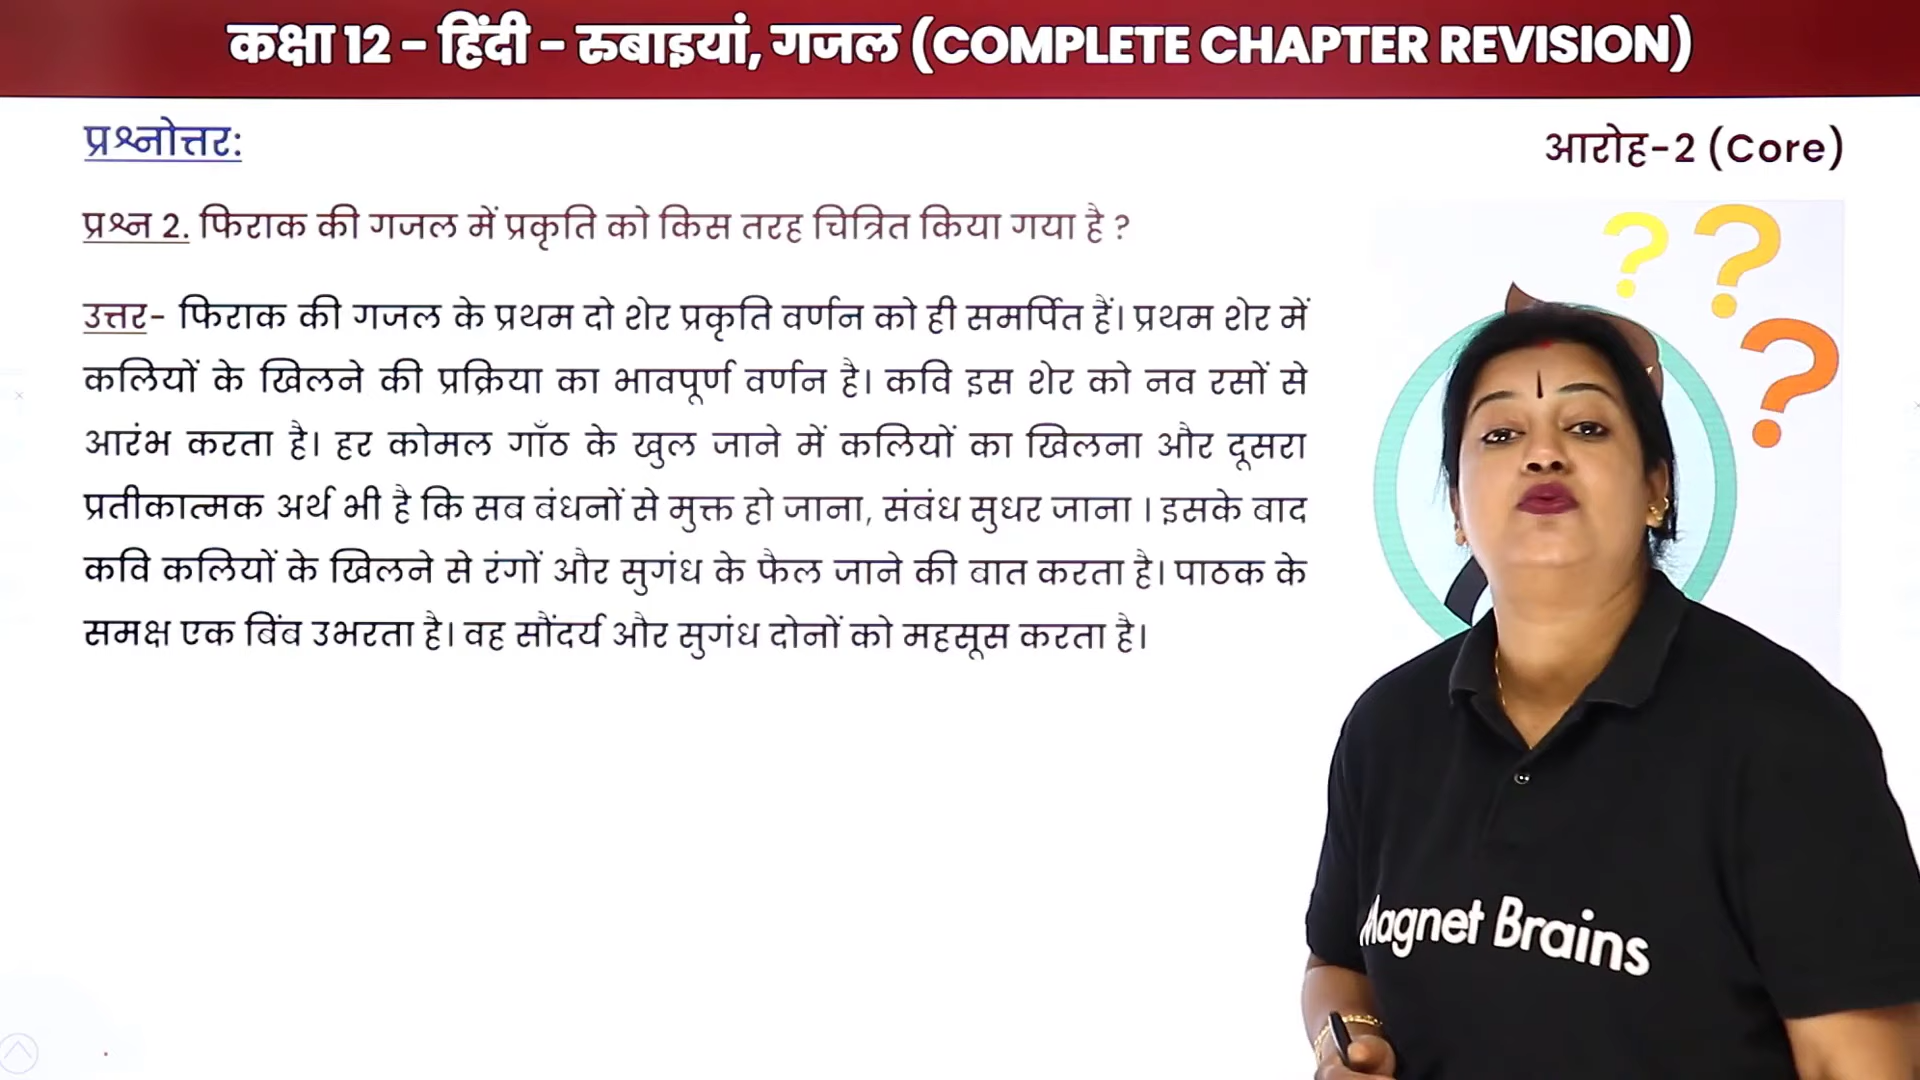 कक्षा 12 - हिंदी - रुबाइयां, गजल (COMPLETE CHAPTER REVISION)
प्रश्नोत्तर:
आरोह-2 (Core)
प्रश्न 2. फिराक की गजल में प्रकृति को किस तरह चित्रित किया गया है ?
उत्तर- फिराक की गजल के प्रथम दो शेर प्रकृति वर्णन को ही समर्पित हैं। प्रथम शेर में
कलियों के खिलने की प्रक्रिया का भावपूर्ण वर्णन है। कवि इस शेर को नव रसों से
आरंभ करता है। हर कोमल गाँठ के खुल जाने में कलियों का खिलना और दूसरा
प्रतीकात्मक अर्थ भी है कि सब बंधनों से मुक्त हो जाना, संबंध सुधर जाना । इसके बाद
कवि कलियों के खिलने से रंगों और सुगंध के फैल जाने की बात करता है। पाठक के
समक्ष एक बिंब उभरता है। वह सौंदर्य और सुगंध दोनों को महसूस करता है।
? ? ?
Magnet Brains